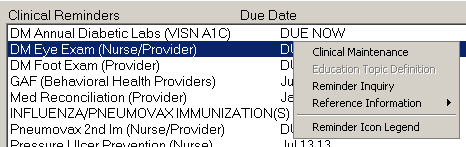 Clinical Reminders Due Date
DM Annual Diabetic Labs (VISN A1C) DUE NOW
DM Eye Exam (Nurse/Provider)
DM Foot Exam (Provider)
GAF (Behavioral Health Providers)
Med Reconciliation (Provider)
INFLUENZA/PNEUMOVAX IMMUNIZATION(S)
Pneumovax 2nd Im (Nurse/Provider)
Pressure Ulcer Prevention (Nurse) Jul 13,13
Clinical Maintenance
Education Topic Definition
Reminder Inquiry
Reference Information
Reminder Icon Legend